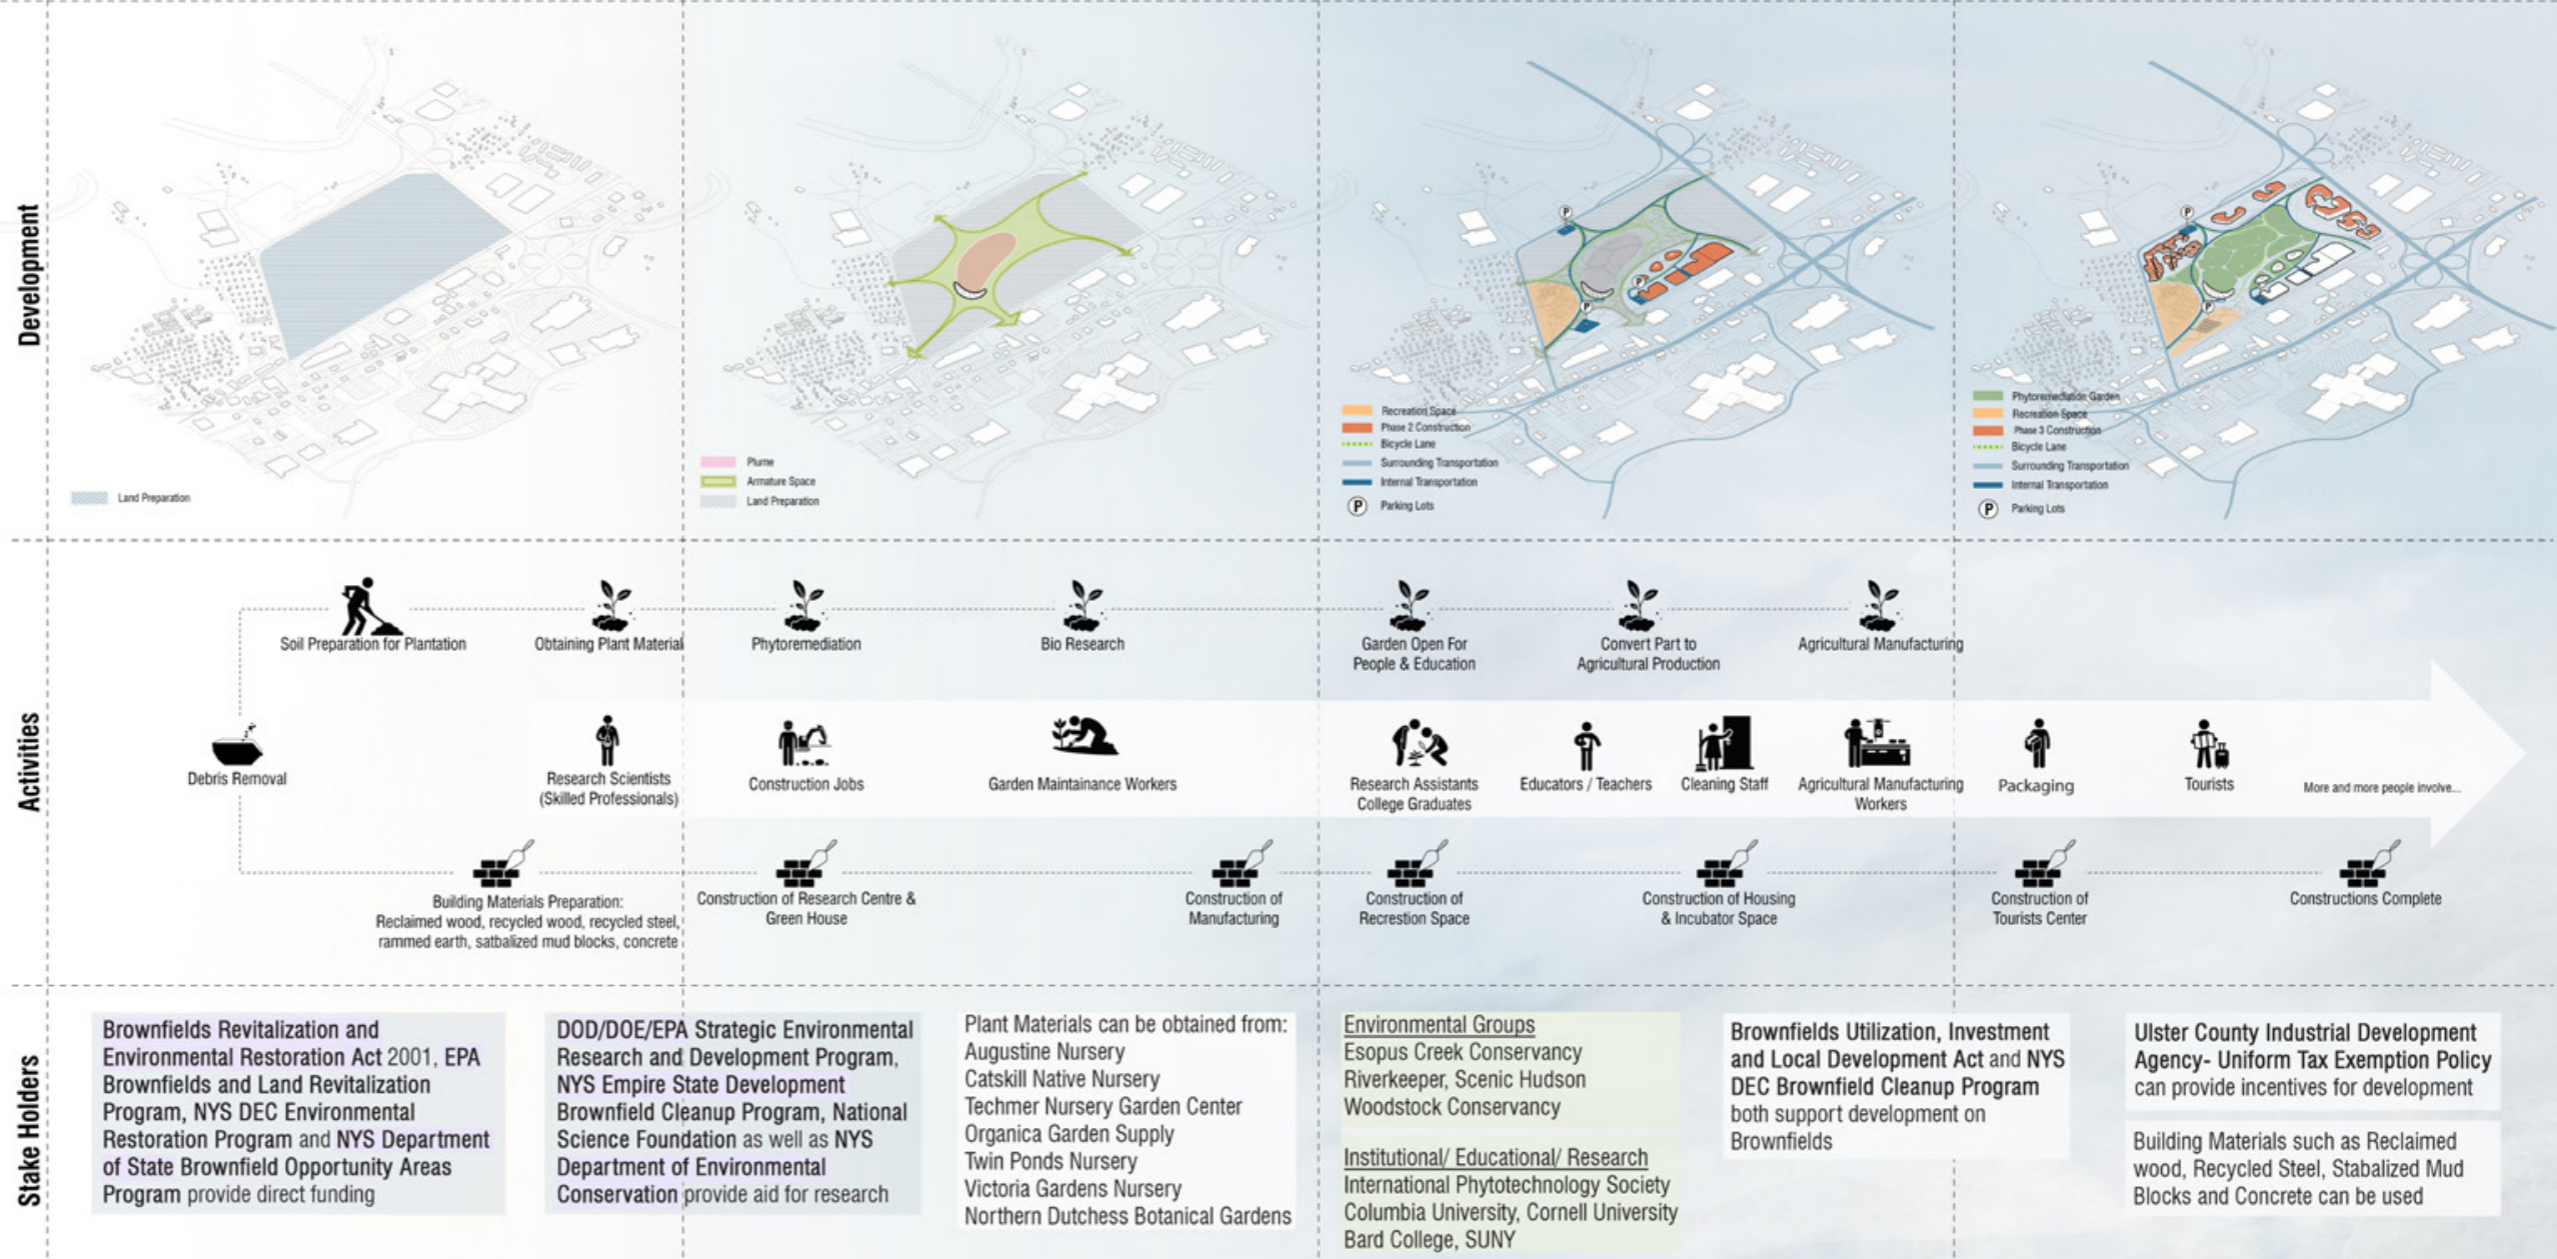 Development
Land Preparation
Plume
Armature Space
Land Preparation
P
P
P
Recreation Space
Phase 2 Construction
Bicycle Lane
Surrounding Transportation
Internal Transportation
P Parking Lots
P
P
Phytoremediatide Garden
Recreation Space
Phase 3 Construction
Bicycle Lane
Surrounding Transportation
Internal Transportation
P Parking Lots
Activities
Soil Preparation for Plantation
Obtaining Plant Material
Phytoremediation
Bio Research
Garden Open For
People & Education
Convert Part to
Agricultural Production
Agricultural Manufacturing
Debris Removal
Research Scientists
(Skilled Professionals)
Construction Jobs
Garden Maintainance Workers
Research Assistants
College Graduates
Educators / Teachers
Cleaning Staff
Agricultural Manufacturing
Workers
Packaging
Tourists
More and more people involve...
Building Materials Preparation:
Reclaimed wood, recycled wood, recycled steel,
rammed earth, satbalized mud blocks, concrete
Construction of Research Centre &
Green House
Construction of
Manufacturing
Construction of
Recrestion Space
Construction of Housing
& Incubator Space
Construction of
Tourists Center
Constructions Complete
Stake Holders
Brownfields Revitalization and
Environmental Restoration Act 2001, EPA
Brownfields and Land Revitalization
Program, NYS DEC Environmental
Restoration Program and NYS Department
of State Brownfield Opportunity Areas
Program provide direct funding
DOD/DOE/EPA Strategic Environmental
Research and Development Program,
NYS Empire State Development
Brownfield Cleanup Program, National
Science Foundation as well as NYS
Department of Environmental
Conservation provide aid for research
Plant Materials can be obtained from:
Augustine Nursery
Catskill Native Nursery
Techmer Nursery Garden Center
Organica Garden Supply
Twin Ponds Nursery
Victoria Gardens Nursery
Northern Dutchess Botanical Gardens
Environmental Groups
Esopus Creek Conservancy
Riverkeeper, Scenic Hudson
Woodstock Conservancy
Institutional/ Educational/ Research
International Phytotechnology Society
Columbia University, Cornell University
Bard College, SUNY
Brownfields Utilization, Investment
and Local Development Act and NYS
DEC Brownfield Cleanup Program
both support development on
Brownfields
Ulster County Industrial Development
Agency- Uniform Tax Exemption Policy
can provide incentives for development
Building Materials such as Reclaimed
wood, Recycled Steel, Stabalized Mud
Blocks and Concrete can be used